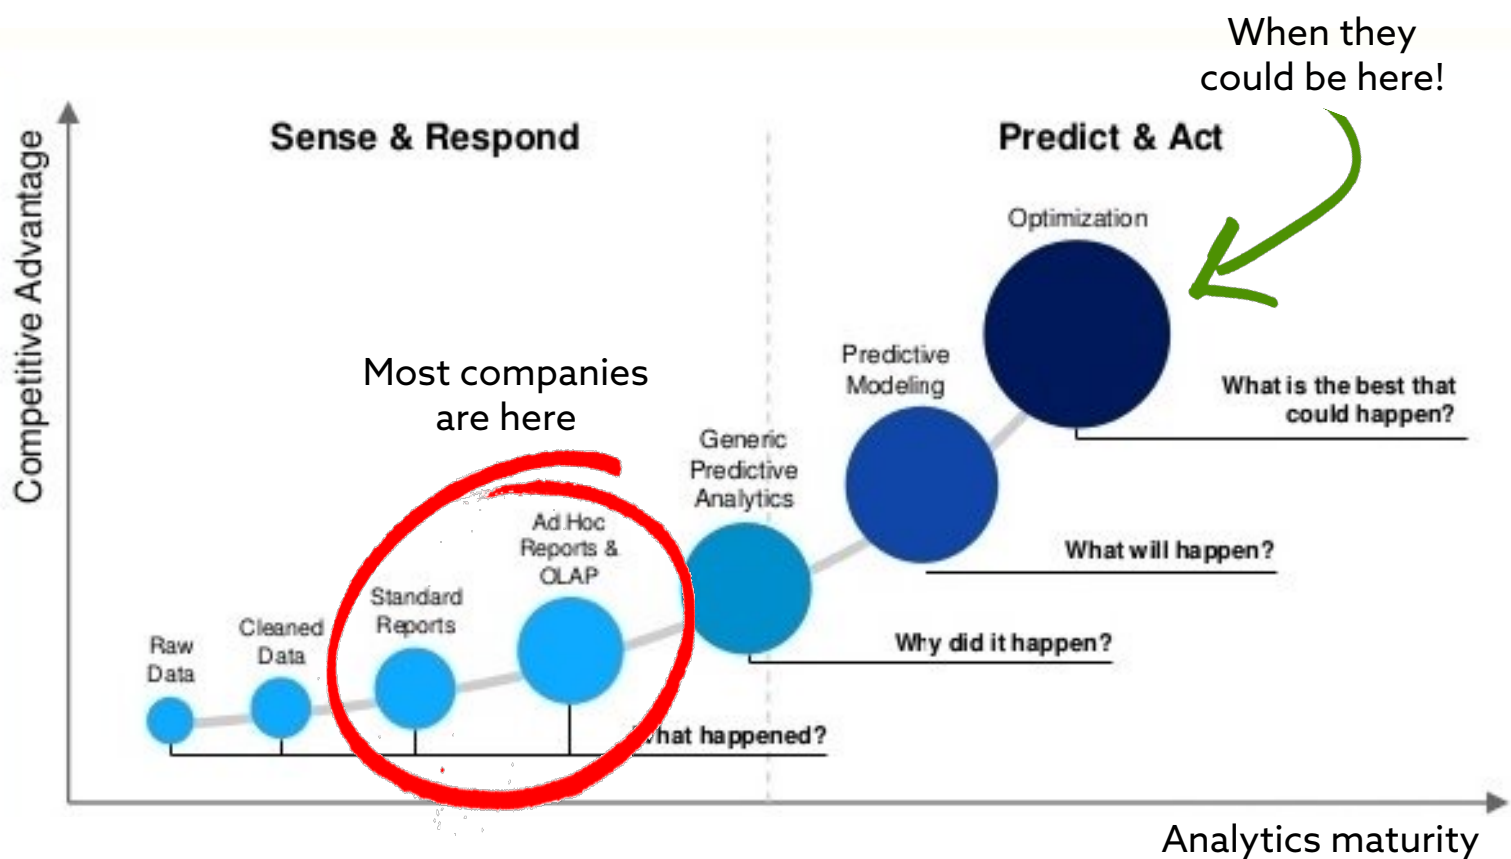 When they
could be here!
Sense & Respond
Predict & Act
Competitive Advantage
Optimization
Predictive
Modeling
Most companies
are here
What is the best that
could happen?
Generic
Predictive
Analytics
Ad Hoc
Reports &
OLAP
What will happen?
Standard
Reports
Cleaned
Data
Raw
Data
Why did it happen?
What happened?
Analytics maturity